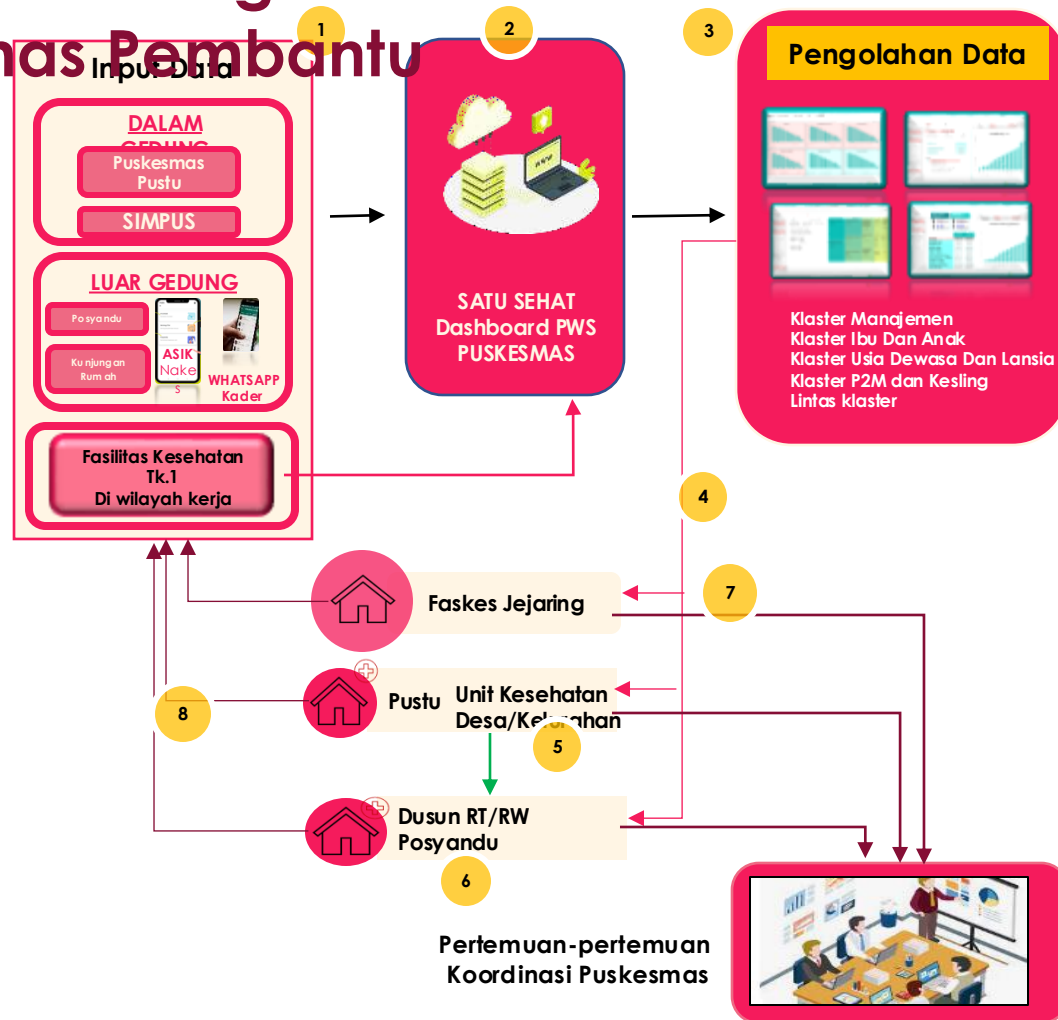 mas Pembantu
1
Input Data
DALAM
GEDUNG
Puskesmas
Pustu
SIMPUS
LUAR GEDUNG
Posyandu
Kunjungan
Rumah
ASIK
Nake
s
WHATSAPP
Kader
Fasilitas Kesehatan
Tk.1
Di wilayah kerja
2
SATU SEHAT
Dashboard PWS
PUSKESMAS
3
Pengolahan Data
Klaster Manajemen
Klaster Ibu Dan Anak
Klaster Usia Dewasa Dan Lansia
Klaster P2M dan Kesling
Lintas klaster
4
7
Faskes Jejaring
8
Pustu
Unit Kesehatan
Desa/Kelurahan
5
Dusun RT/RW
Posyandu
6
Pertemuan-pertemuan
Koordinasi Puskesmas